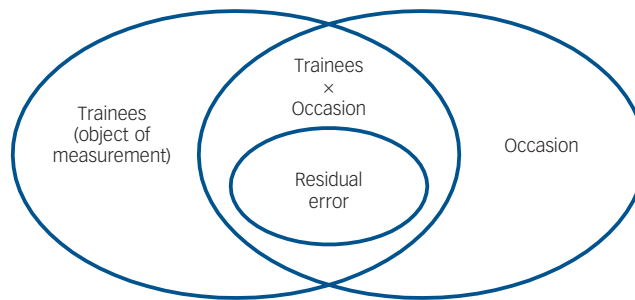 Trainees
(object of
measurement)
Trainees
×
Occasion
Residual
error
Occasion